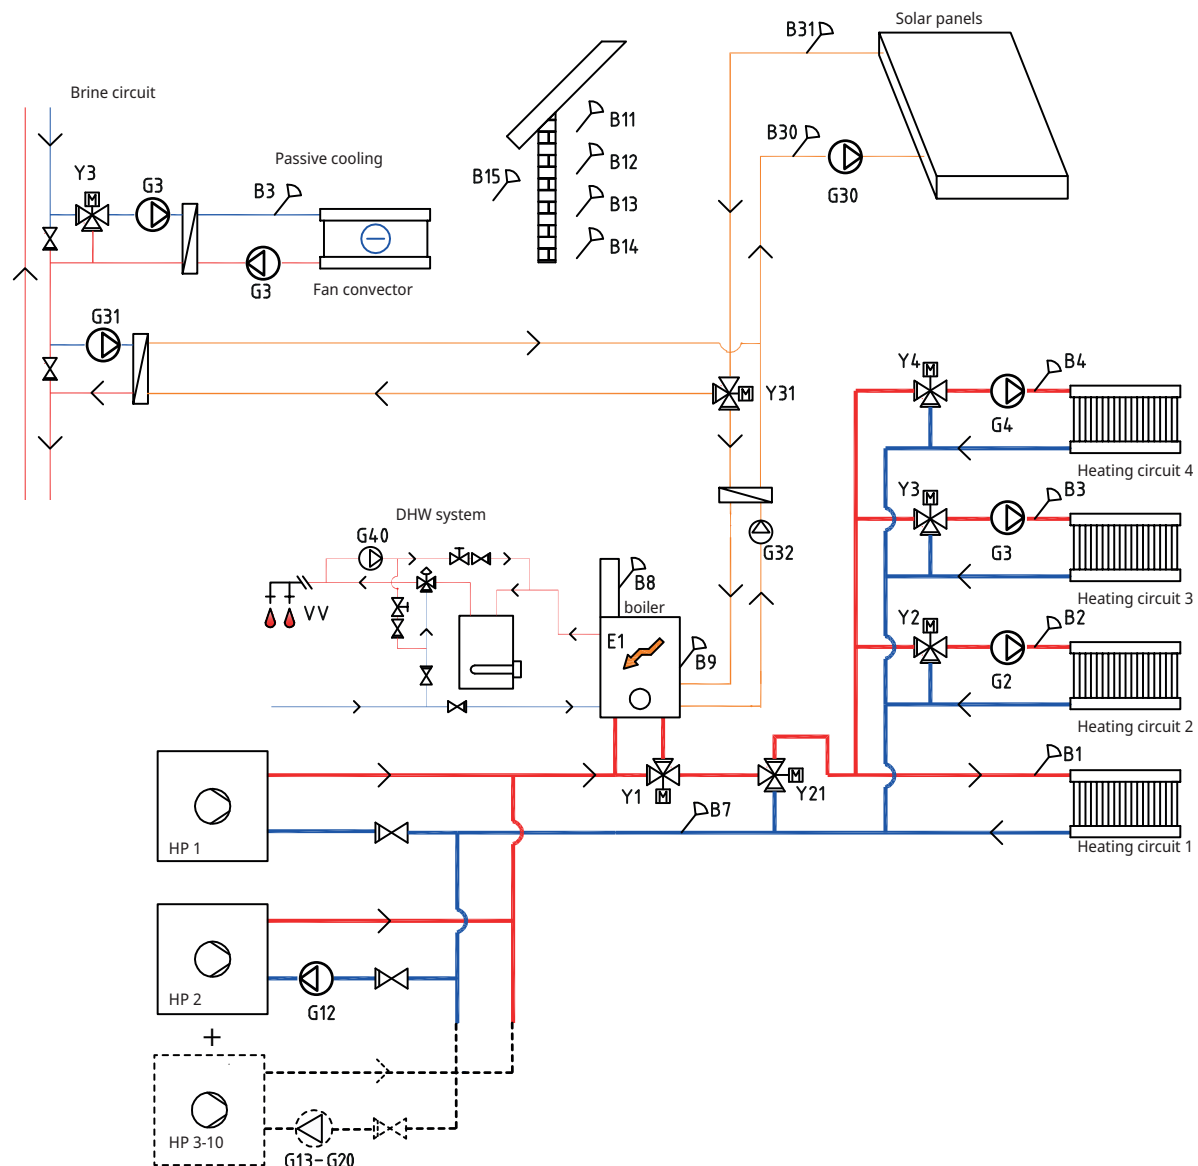 Solar panels
B31
Brine circuit
B11
B30
Passive cooling
B12
Y3
G3
B3
B15
G30
B13
B14
Fan convector
G3
G31
Y4
M
B4
Y31
M
G4
Heating circuit 4
Y3
M
B3
DHW system
G40
G32
G3
B8
boiler
Heating circuit 3
VV
Y2
M
B2
E1
B9
G2
Heating circuit 2
B1
Y1
M
M
Y21
B7
HP 1
Heating circuit 1
HP 2
G12
+
HP 3-10
G13-G20
M